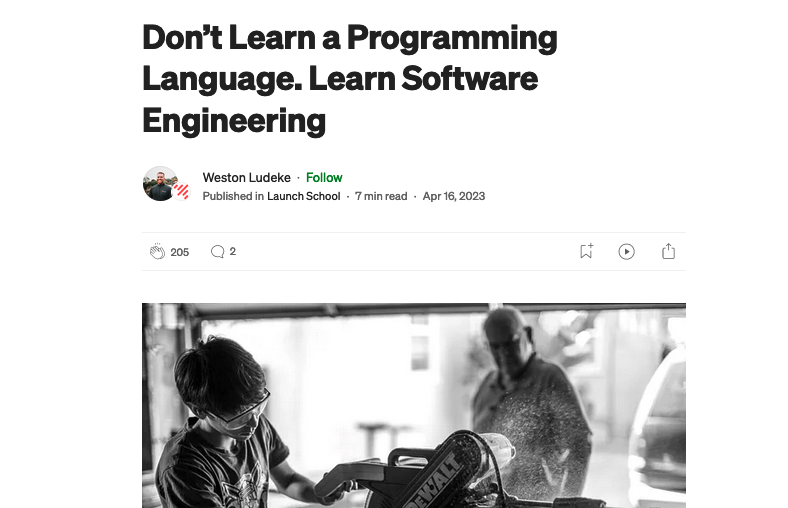 Don't Learn a Programming
Language. Learn Software
Engineering
Weston Ludeke · Follow
Published in Launch School · 7 min read · Apr 16, 2023
205 2
DEWALT